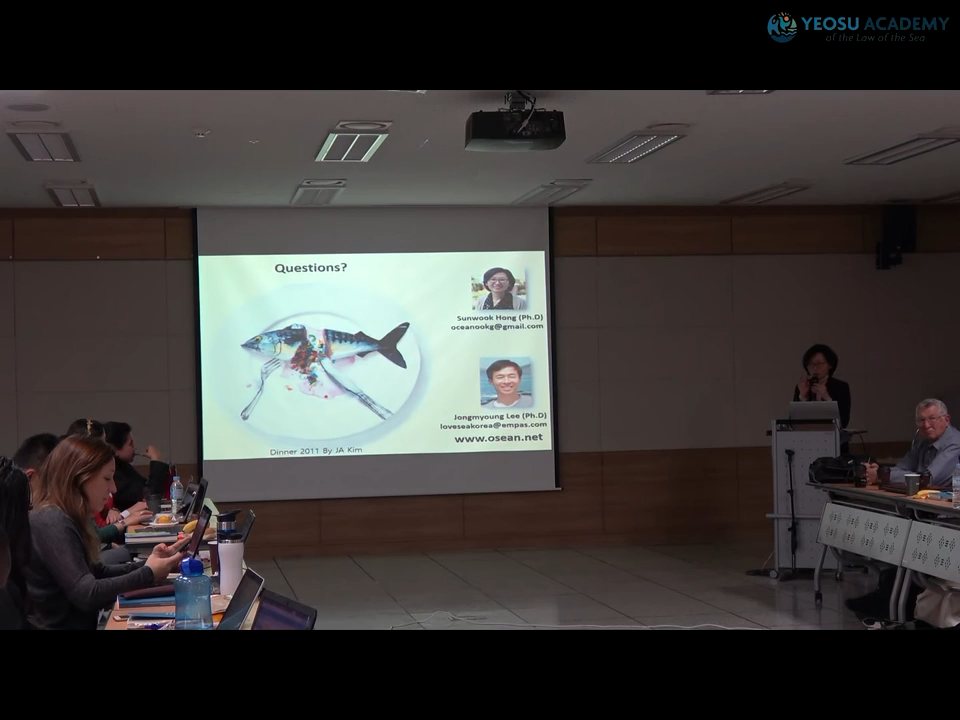 YEOSU ACADEMY
of the Law of the Sea
Questions?
Sunwook Hong (Ph.D)
oceanookg@gmail.com
Jongmyoung Lee (Ph.D)
loveseakorea@empas.com
www.osean.net
Dinner 2011 By JA Kim